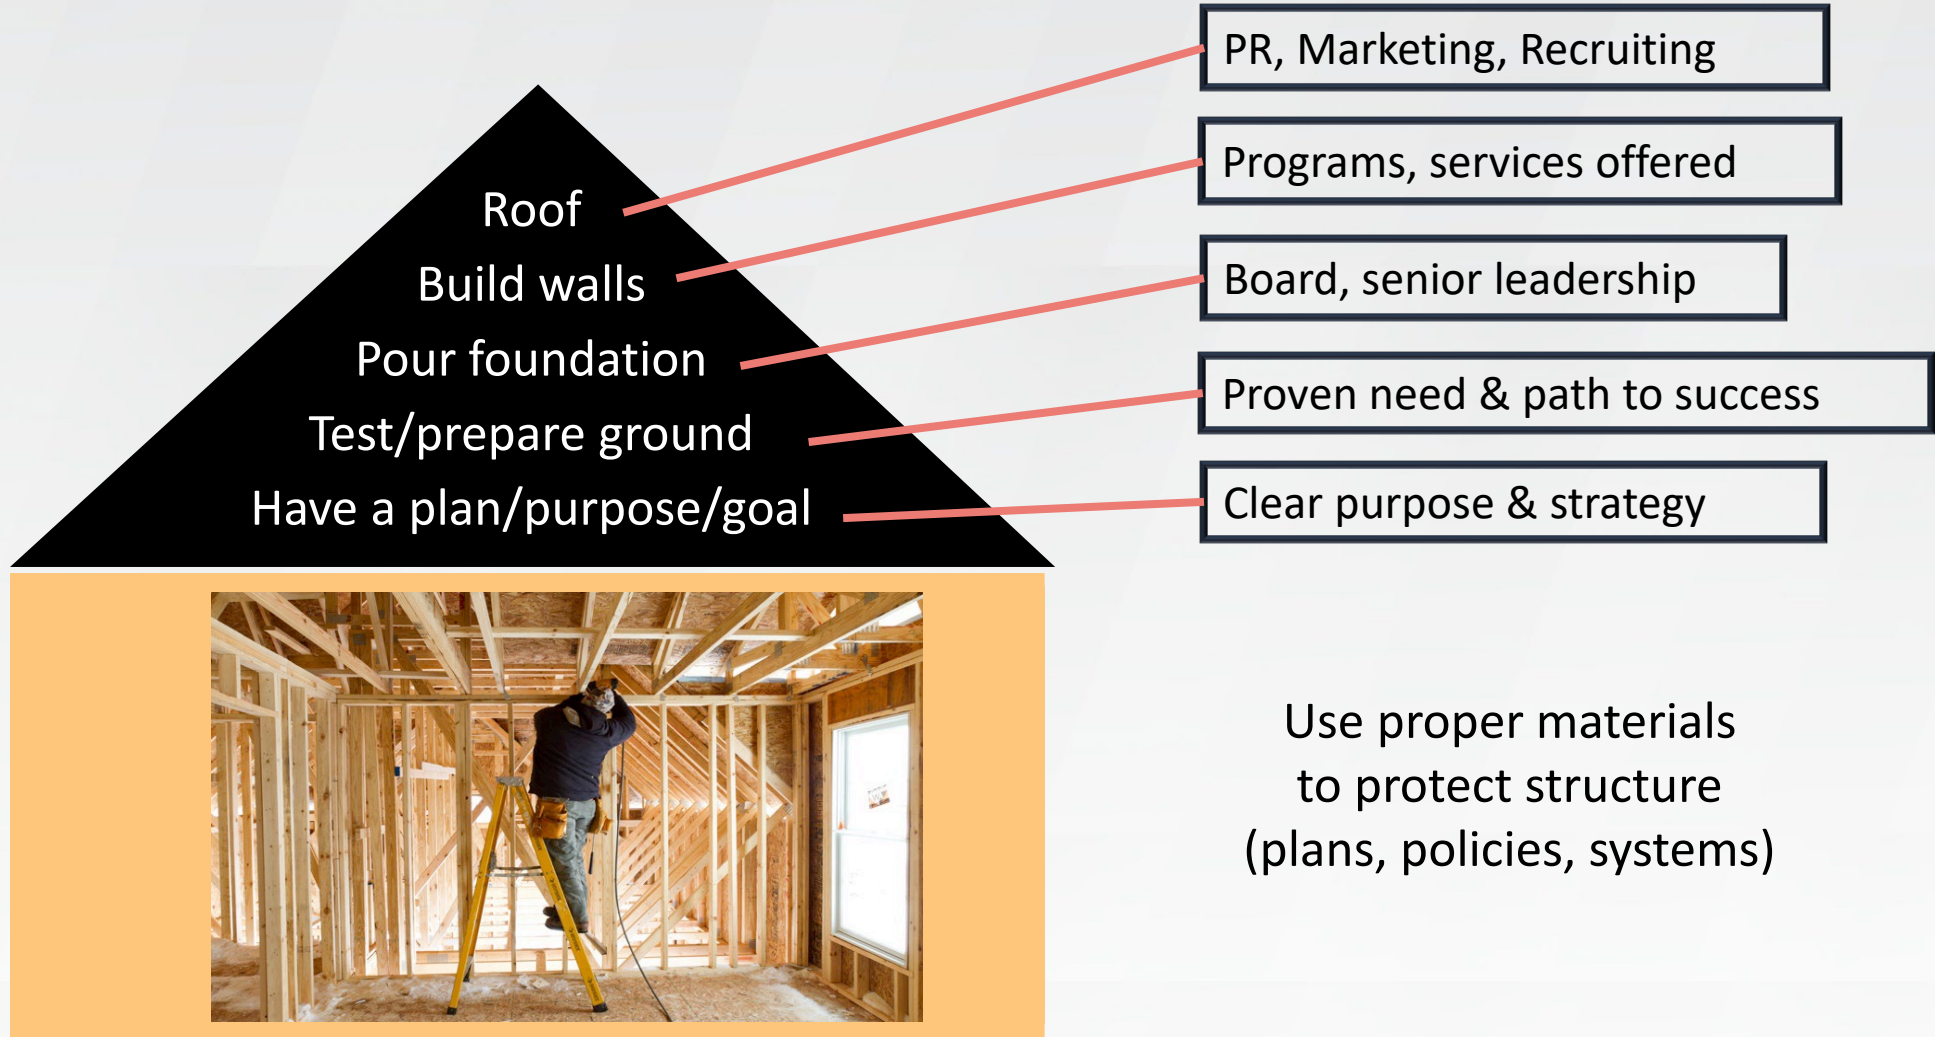 PR, Marketing, Recruiting
Programs, services offered
Board, senior leadership
Proven need & path to success
Clear purpose & strategy
Roof
Build walls
Pour foundation
Test/prepare ground
Have a plan/purpose/goal
Use proper materials
to protect structure
(plans, policies, systems)